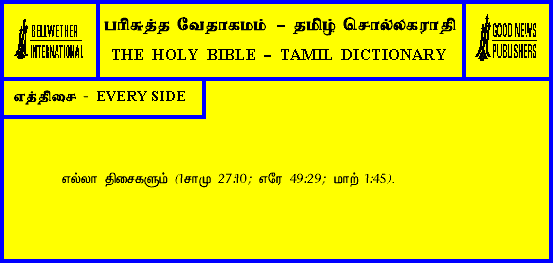 BELLWETHER
INTERNATIONAL
பரிசுத்த வேதாகமம் – தமிழ் சொல்லகராதி
THE HOLY BIBLE – TAMIL DICTIONARY
GOOD NEWS
PUBLISHERS
எத்திசை - EVERY SIDE
எல்லா திசைகளும் (1சாமு 27:10; எரே 49:29; மாற் 1:45).